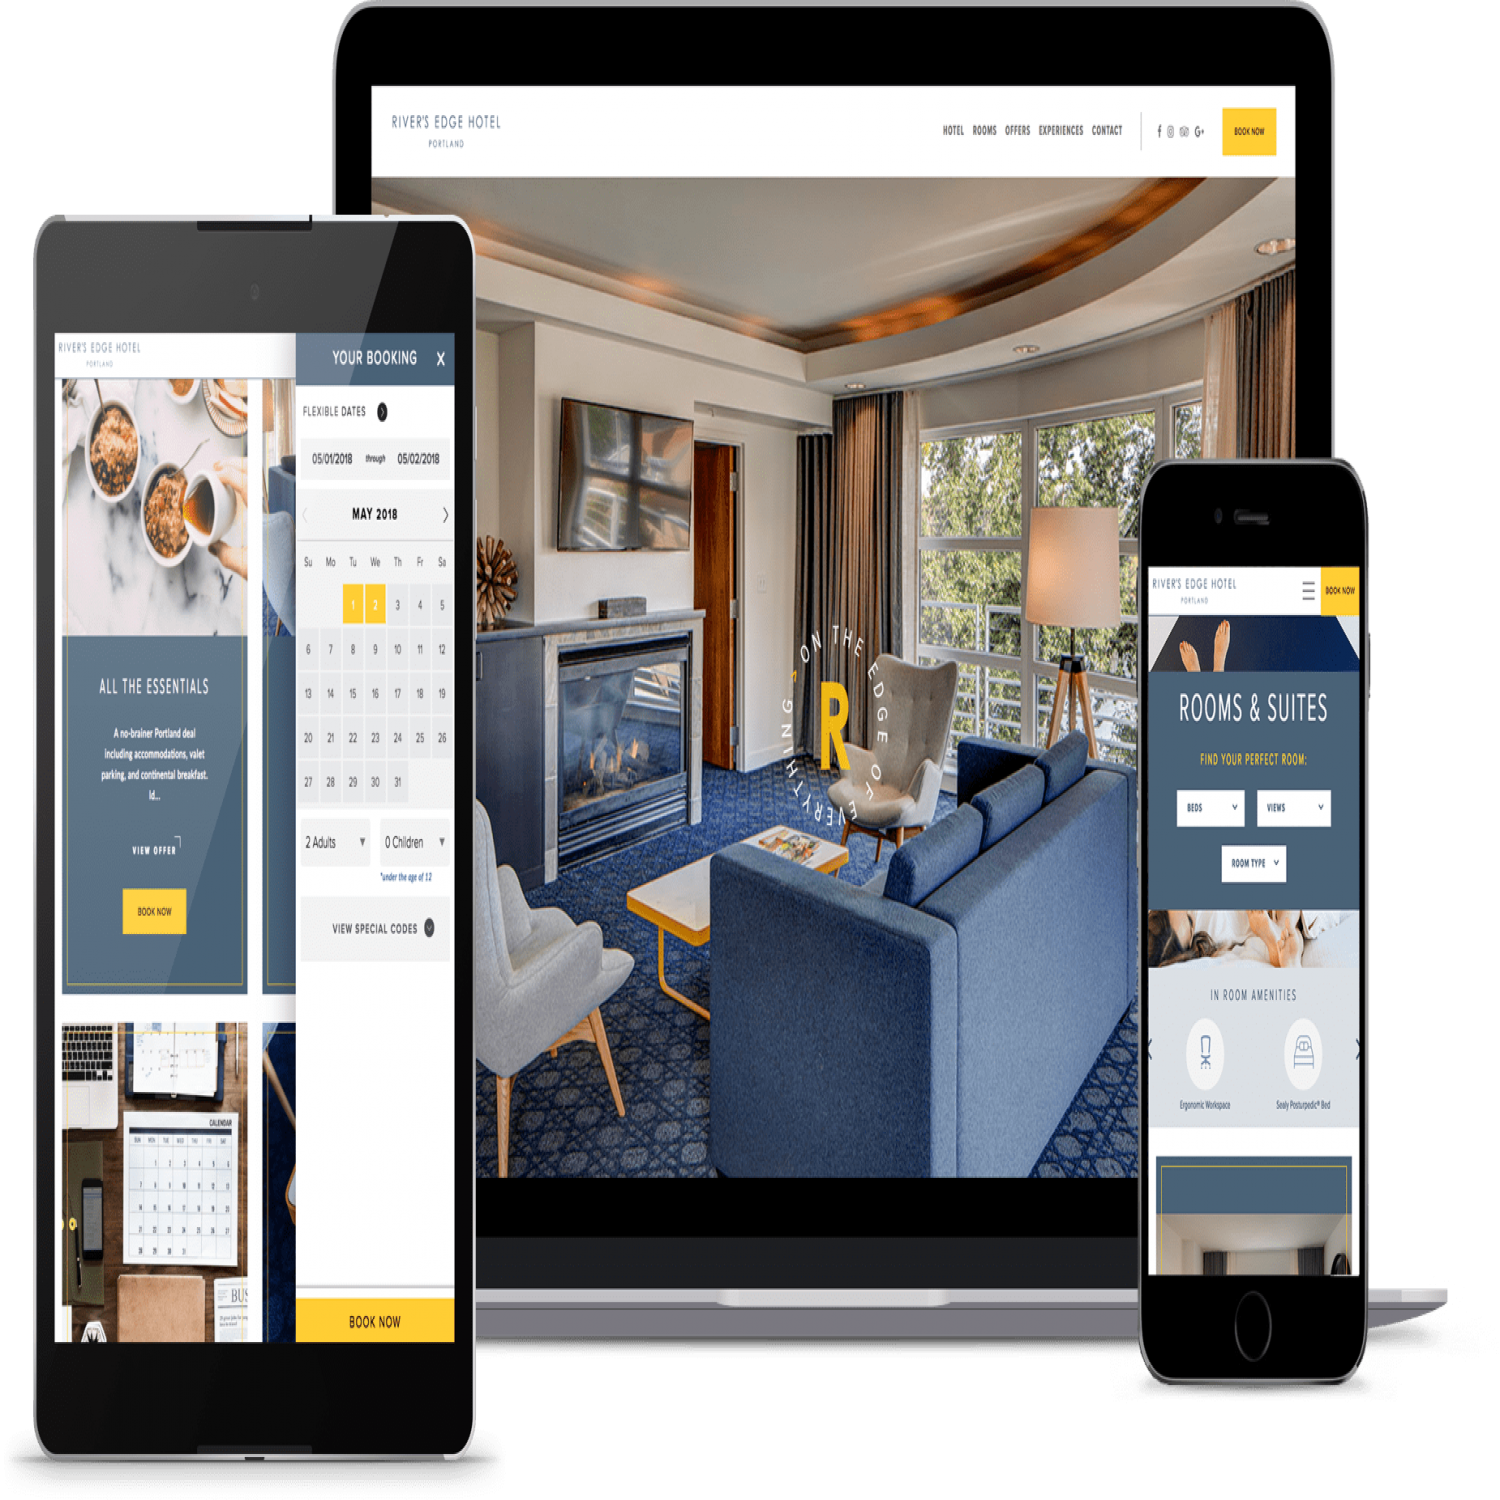 RIVER'S EDGE HOTEL
PORTLAND
HOTEL ROOMS OFFERS EXPERIENCES CONTACT
BOOK NOW
ON THE EDGE OF EVERYTHING
R
RIVER'S EDGE HOTEL
PORTLAND
ALL THE ESSENTIALS
A no-brainer Portland deal
including accommodations, valet
parking, and continental breakfast.
Id...
VIEW OFFER
BOOK NOW
CALENDAR
BUS
YOUR BOOKING X
FLEXIBLE DATES
05/01/2018 through 05/02/2018
MAY 2018
Su Mo Tu We Th Fr Sa
1 2 3 4 5
6 7 8 9 10 11 12
13 14 15 16 17 18 19
20 21 22 23 24 25 26
27 28 29 30 31
2 Adults 0 Children
*under the age of 12
VIEW SPECIAL CODES
BOOK NOW
RIVER'S EDGE HOTEL
PORTLAND
BOOK NOW
ROOMS & SUITES
FIND YOUR PERFECT ROOM:
BEDS VIEWS
ROOM TYPE
IN ROOM AMENITIES
Ergonomic Workspace Sealy Posturpedic® Bed